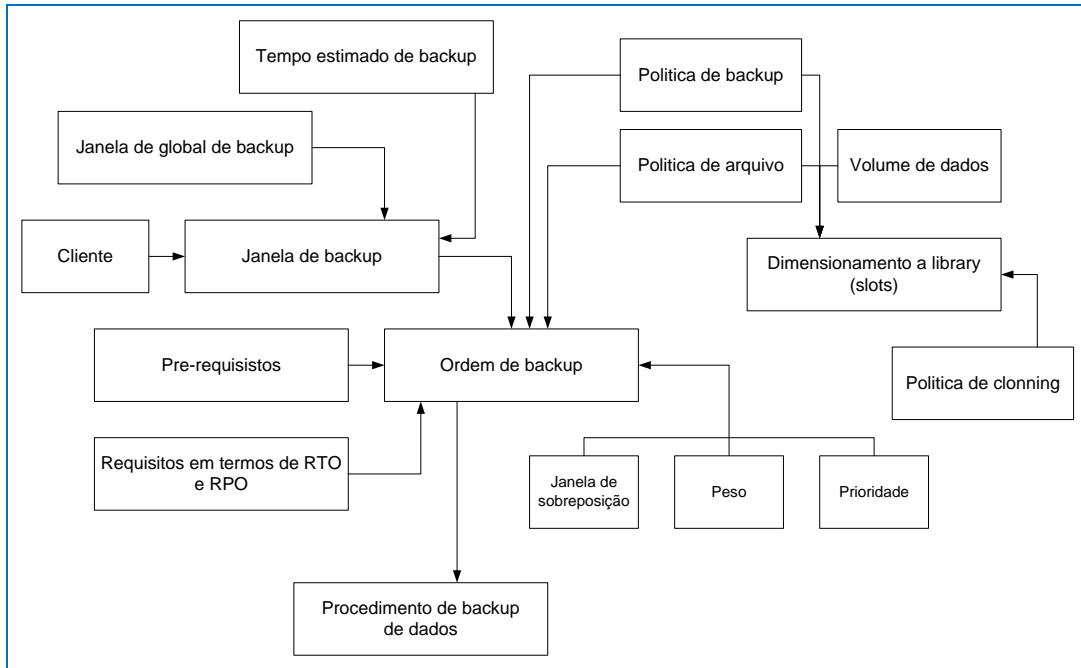 Tempo estimado de backup
Politica de backup
Janela de global de backup
Politica de arquivo
Volume de dados
Cliente
Janela de backup
Dimensionamento a library
(slots)
Pre-requisistos
Ordem de backup
Politica de clonning
Requisitos em termos de RTO
e RPO
Janela de
sobreposição
Peso
Prioridade
Procedimento de backup
de dados